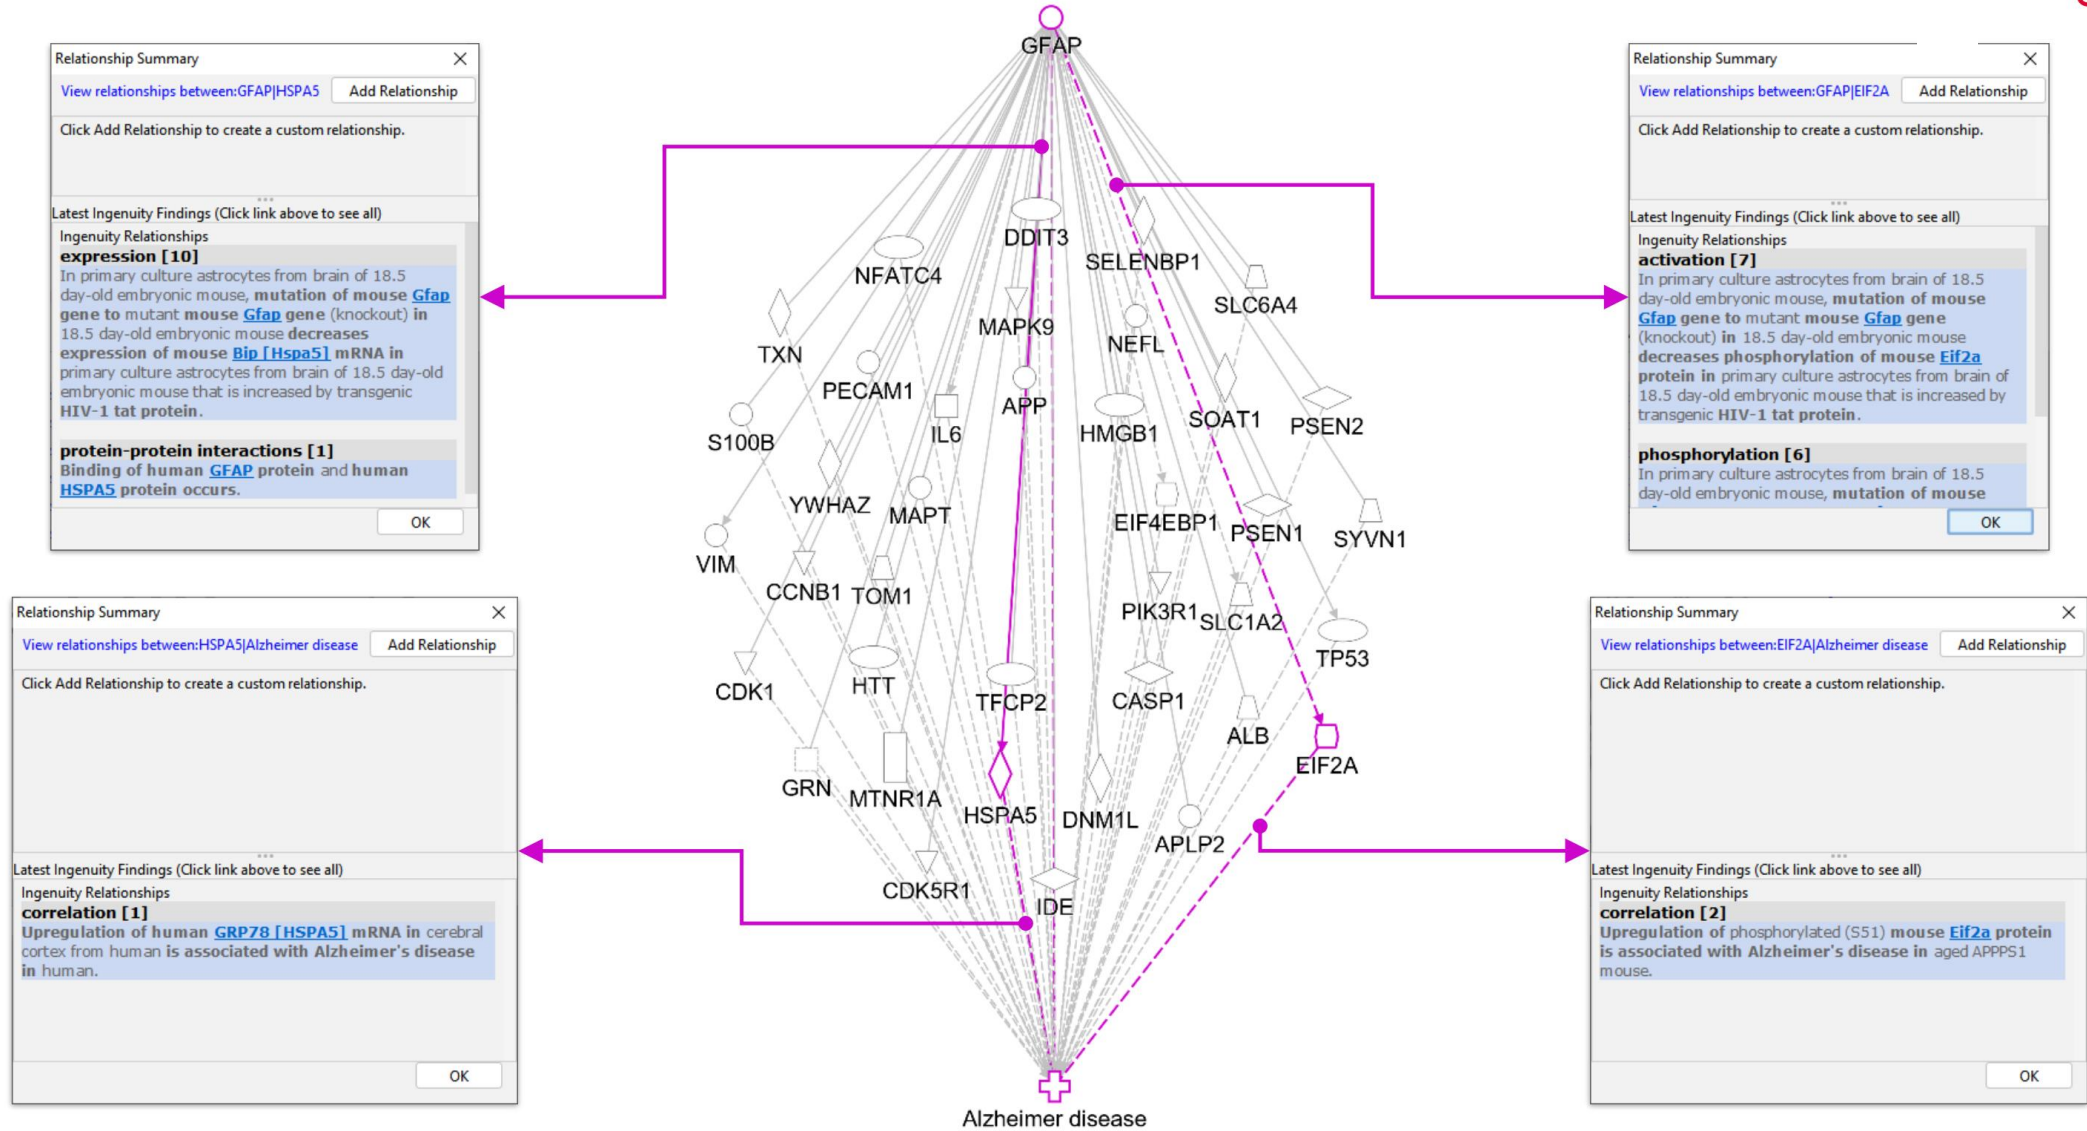 Relationship Summary
View relationships between:GFAP|HSPA5 Add Relationship
Click Add Relationship to create a custom relationship.
Latest Ingenuity Findings (Click link above to see all)
Ingenuity Relationships
expression [10]
In primary culture astrocytes from brain of 18.5
day-old embryonic mouse, mutation of mouse Gfap
gene to mutant mouse Gfap gene (knockout) in
18.5 day-old embryonic mouse decreases
expression of mouse Bip [Hspa5] mRNA in
primary culture astrocytes from brain of 18.5 day-old
embryonic mouse that is increased by transgenic
HIV-1 tat protein.
protein-protein interactions [1]
Binding of human GFAP protein and human
HSPA5 protein occurs.
OK
Relationship Summary
View relationships between:HSPA5|Alzheimer disease Add Relationship
Click Add Relationship to create a custom relationship.
Latest Ingenuity Findings (Click link above to see all)
Ingenuity Relationships
correlation [1]
Upregulation of human GRP78 [HSPA5] mRNA in cerebral
cortex from human is associated with Alzheimer's disease
in human.
OK
GFAP
DDIT3
NFATC4
SELENBP1
SLC6A4
MAPK9
NEFL
TXN
PECAM1
APP
SOAT1
PSEN2
S100B
IL6
HMGB1
YWHAZ
MAPT
EIF4EBP1
PSEN1
SYVN1
VIM
CCNB1
TOM1
PIK3R1
SLC1A2
TP53
CDK1
HTT
TFCP2
CASP1
ALB
EIF2A
GRN
MTNR1A
HSPA5
DNM1L
APLP2
CDK5R1
IDE
Alzheimer disease
Relationship Summary
View relationships between:GFAP|EIF2A Add Relationship
Click Add Relationship to create a custom relationship.
Latest Ingenuity Findings (Click link above to see all)
Ingenuity Relationships
activation [7]
In primary culture astrocytes from brain of 18.5
day-old embryonic mouse, mutation of mouse
Gfap gene to mutant mouse Gfap gene
(knockout) in 18.5 day-old embryonic mouse
decreases phosphorylation of mouse Eif2a
protein in primary culture astrocytes from brain of
18.5 day-old embryonic mouse that is increased by
transgenic HIV-1 tat protein.
phosphorylation [6]
In primary culture astrocytes from brain of 18.5
day-old embryonic mouse, mutation of mouse
OK
Relationship Summary
View relationships between:EIF2A|Alzheimer disease Add Relationship
Click Add Relationship to create a custom relationship.
Latest Ingenuity Findings (Click link above to see all)
Ingenuity Relationships
correlation [2]
Upregulation of phosphorylated (S51) mouse Eif2a protein
is associated with Alzheimer's disease in aged APPPS1
mouse.
OK